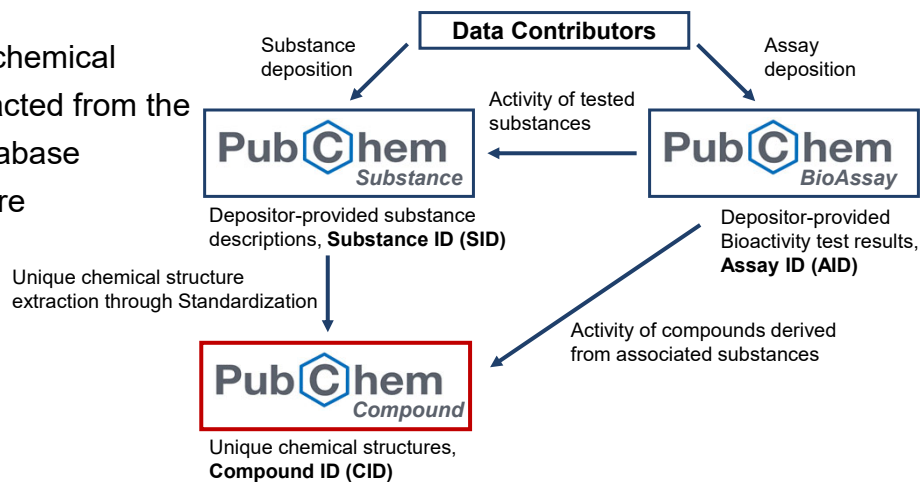 chemical
acted from the
abase
re
Data Contributors
Substance
deposition
Assay
deposition
Activity of tested
substances
PubChem
Substance
PubChem
BioAssay
Depositor-provided substance
descriptions, Substance ID (SID)
Depositor-provided
Bioactivity test results,
Assay ID (AID)
Unique chemical structure
extraction through Standardization
Activity of compounds derived
from associated substances
PubChem
Compound
Unique chemical structures,
Compound ID (CID)